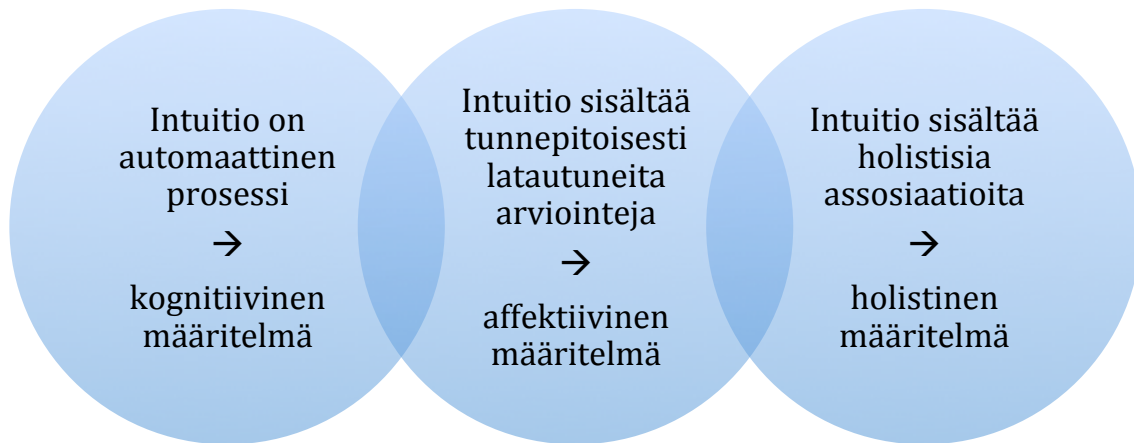 Intuitio on
automaattinen
prosessi
→
kognitiivinen
määritelmä
Intuitio sisältää
tunnepitoisesti
latautuneita
arviointeja
→
affektiivinen
määritelmä
Intuitio sisältää
holistisia
assosiaatioita
→
holistinen
määritelmä